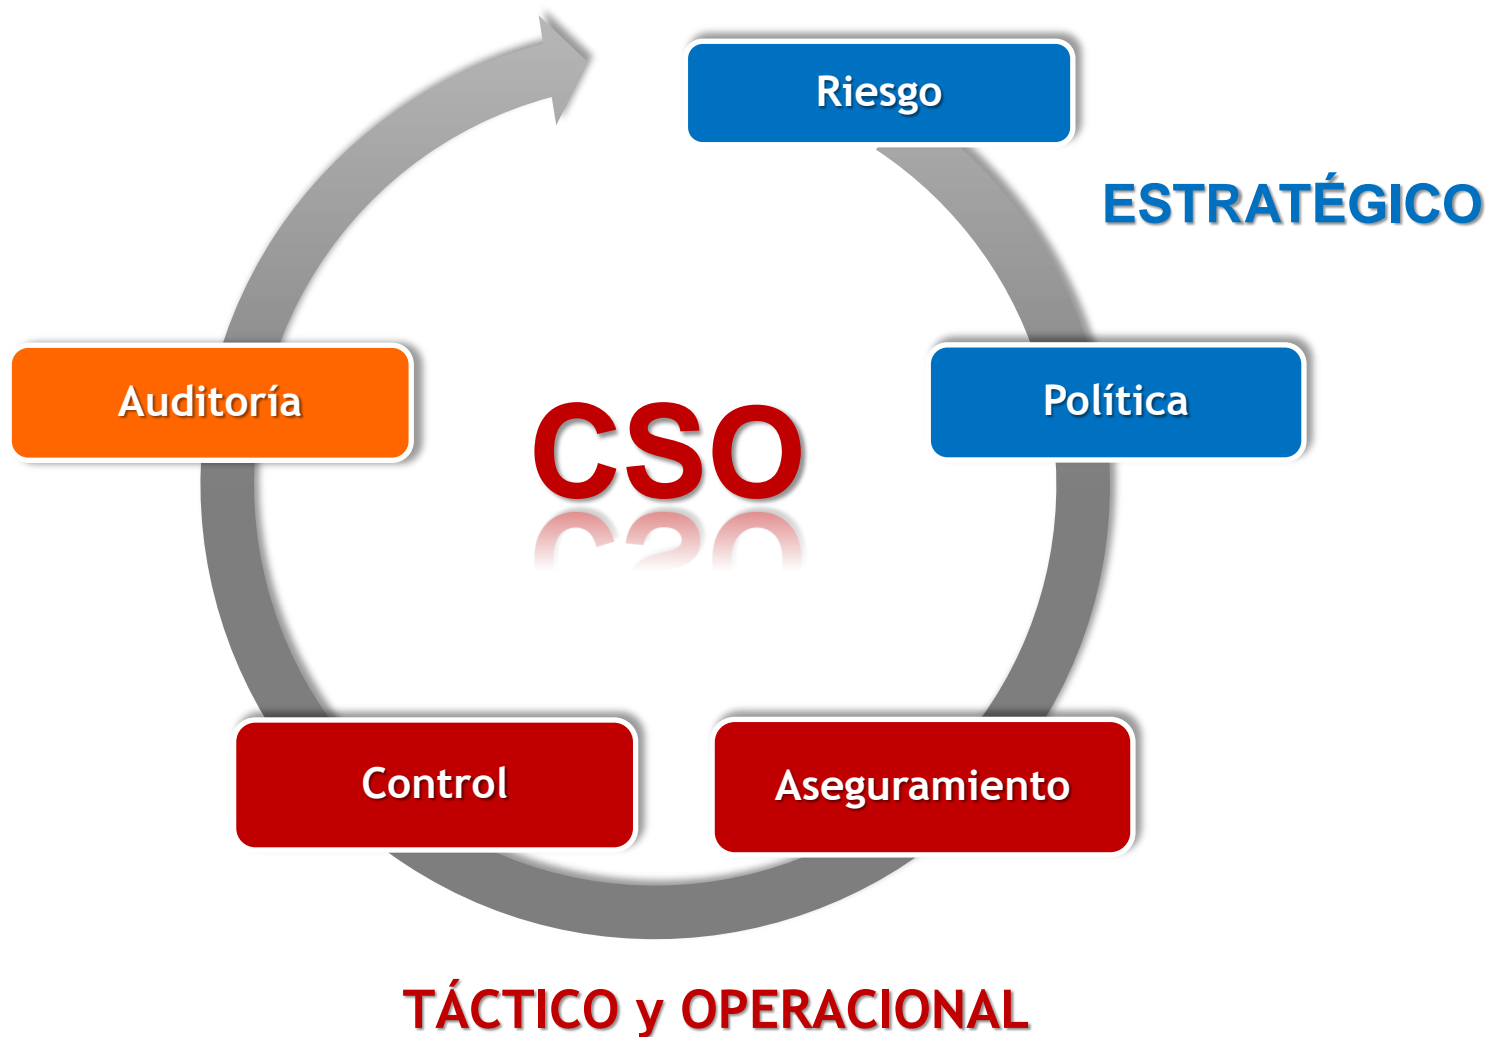 Riesgo
ESTRATÉGICO
Auditoría
CSO
Política
Control
Aseguramiento
TÁCTICO y OPERACIONAL